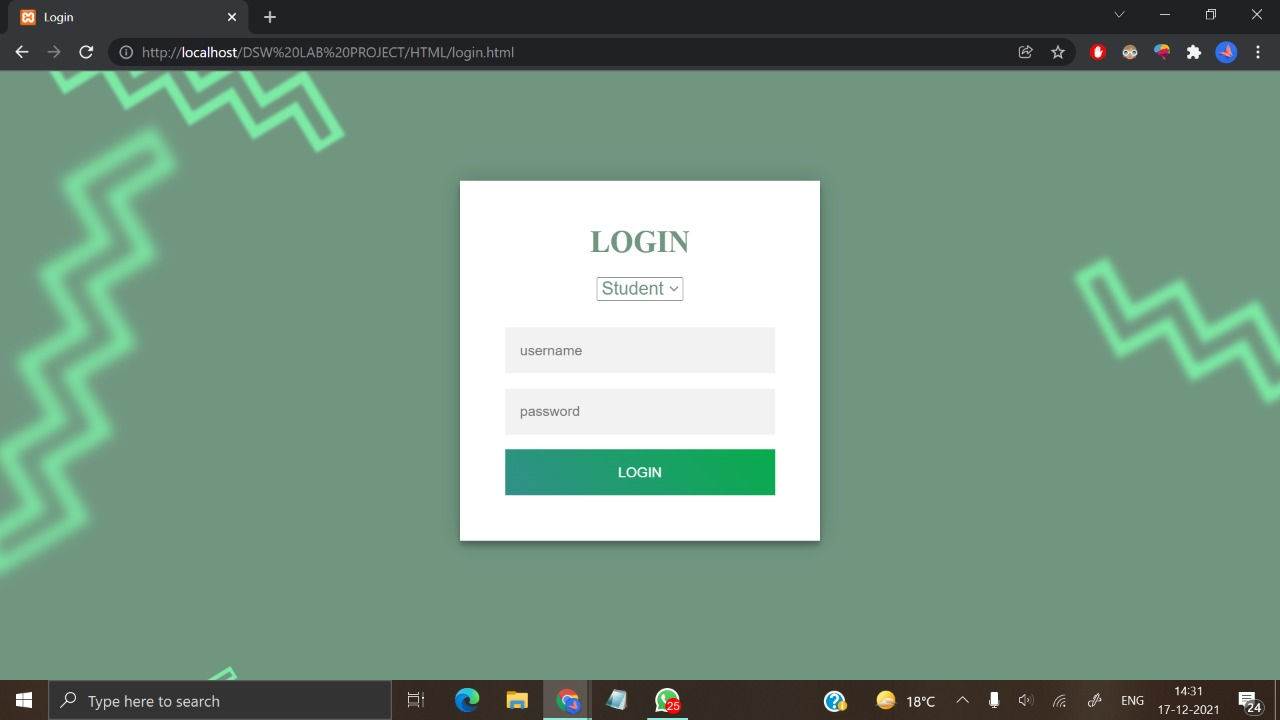 Login
http://localhost/DSW%20LAB%20PROJECT/HTML/login.html
LOGIN
Student
username
password
LOGIN
Type here to search
25
18°C
ENG
14:31
17-12-2021
24